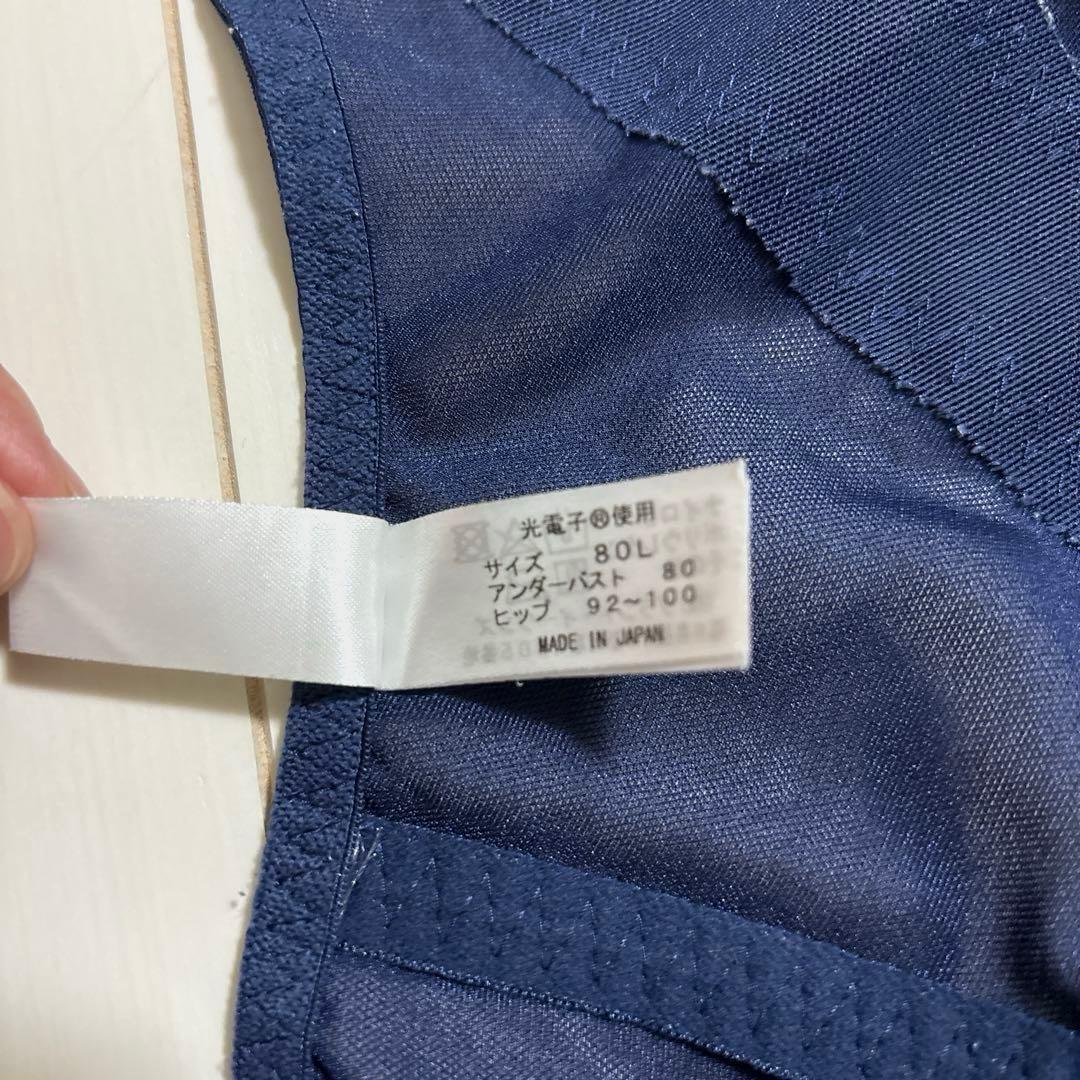 光電子®使用
サイズ 80L
アンダーバスト 80
ヒップ 92~100
MADE IN JAPAN